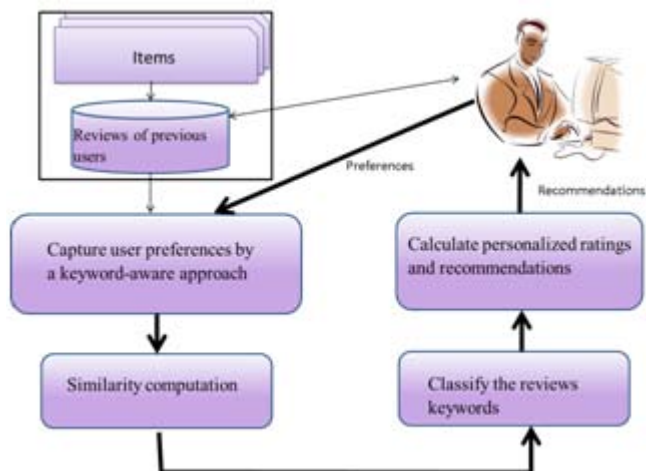 Items
Reviews of previous
users
Preferences
Recommendations
Capture user preferences by
a keyword-aware approach
Calculate personalized ratings
and recommendations
Similarity computation
Classify the reviews
keywords